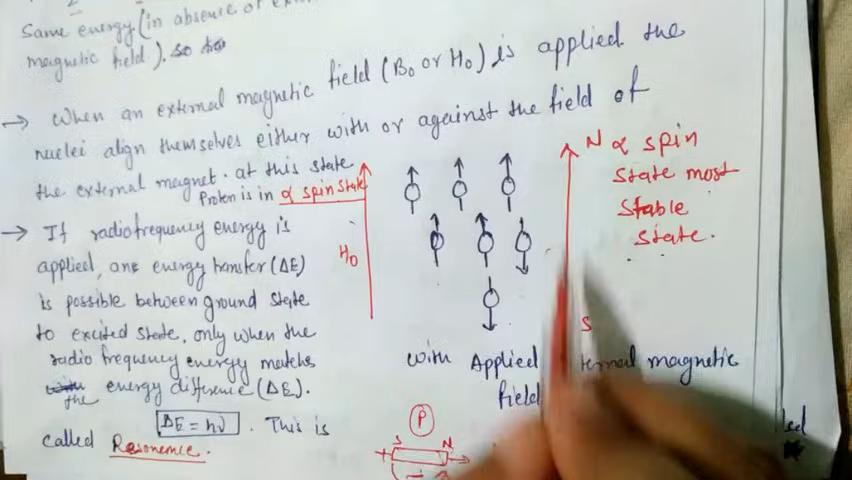 Same energy (in absence of
magnetic field). so
→ When an external magnetic field (B₀ or H₀) is applied the
nuclei align themselves either with or against the field of
the external magnet. at this state
Proton is in α spin state
→ If radiofrequency energy is
applied, an energy transfer (ΔE)
is possible between ground state
to excited state, only when the
radio frequency energy matches
the energy difference (ΔE).
ΔE = hν. This is
called Resonemce.
H₀
N α spin
state most
stable
state.
S
with Applied ternal magnetic
field
P
S N
+